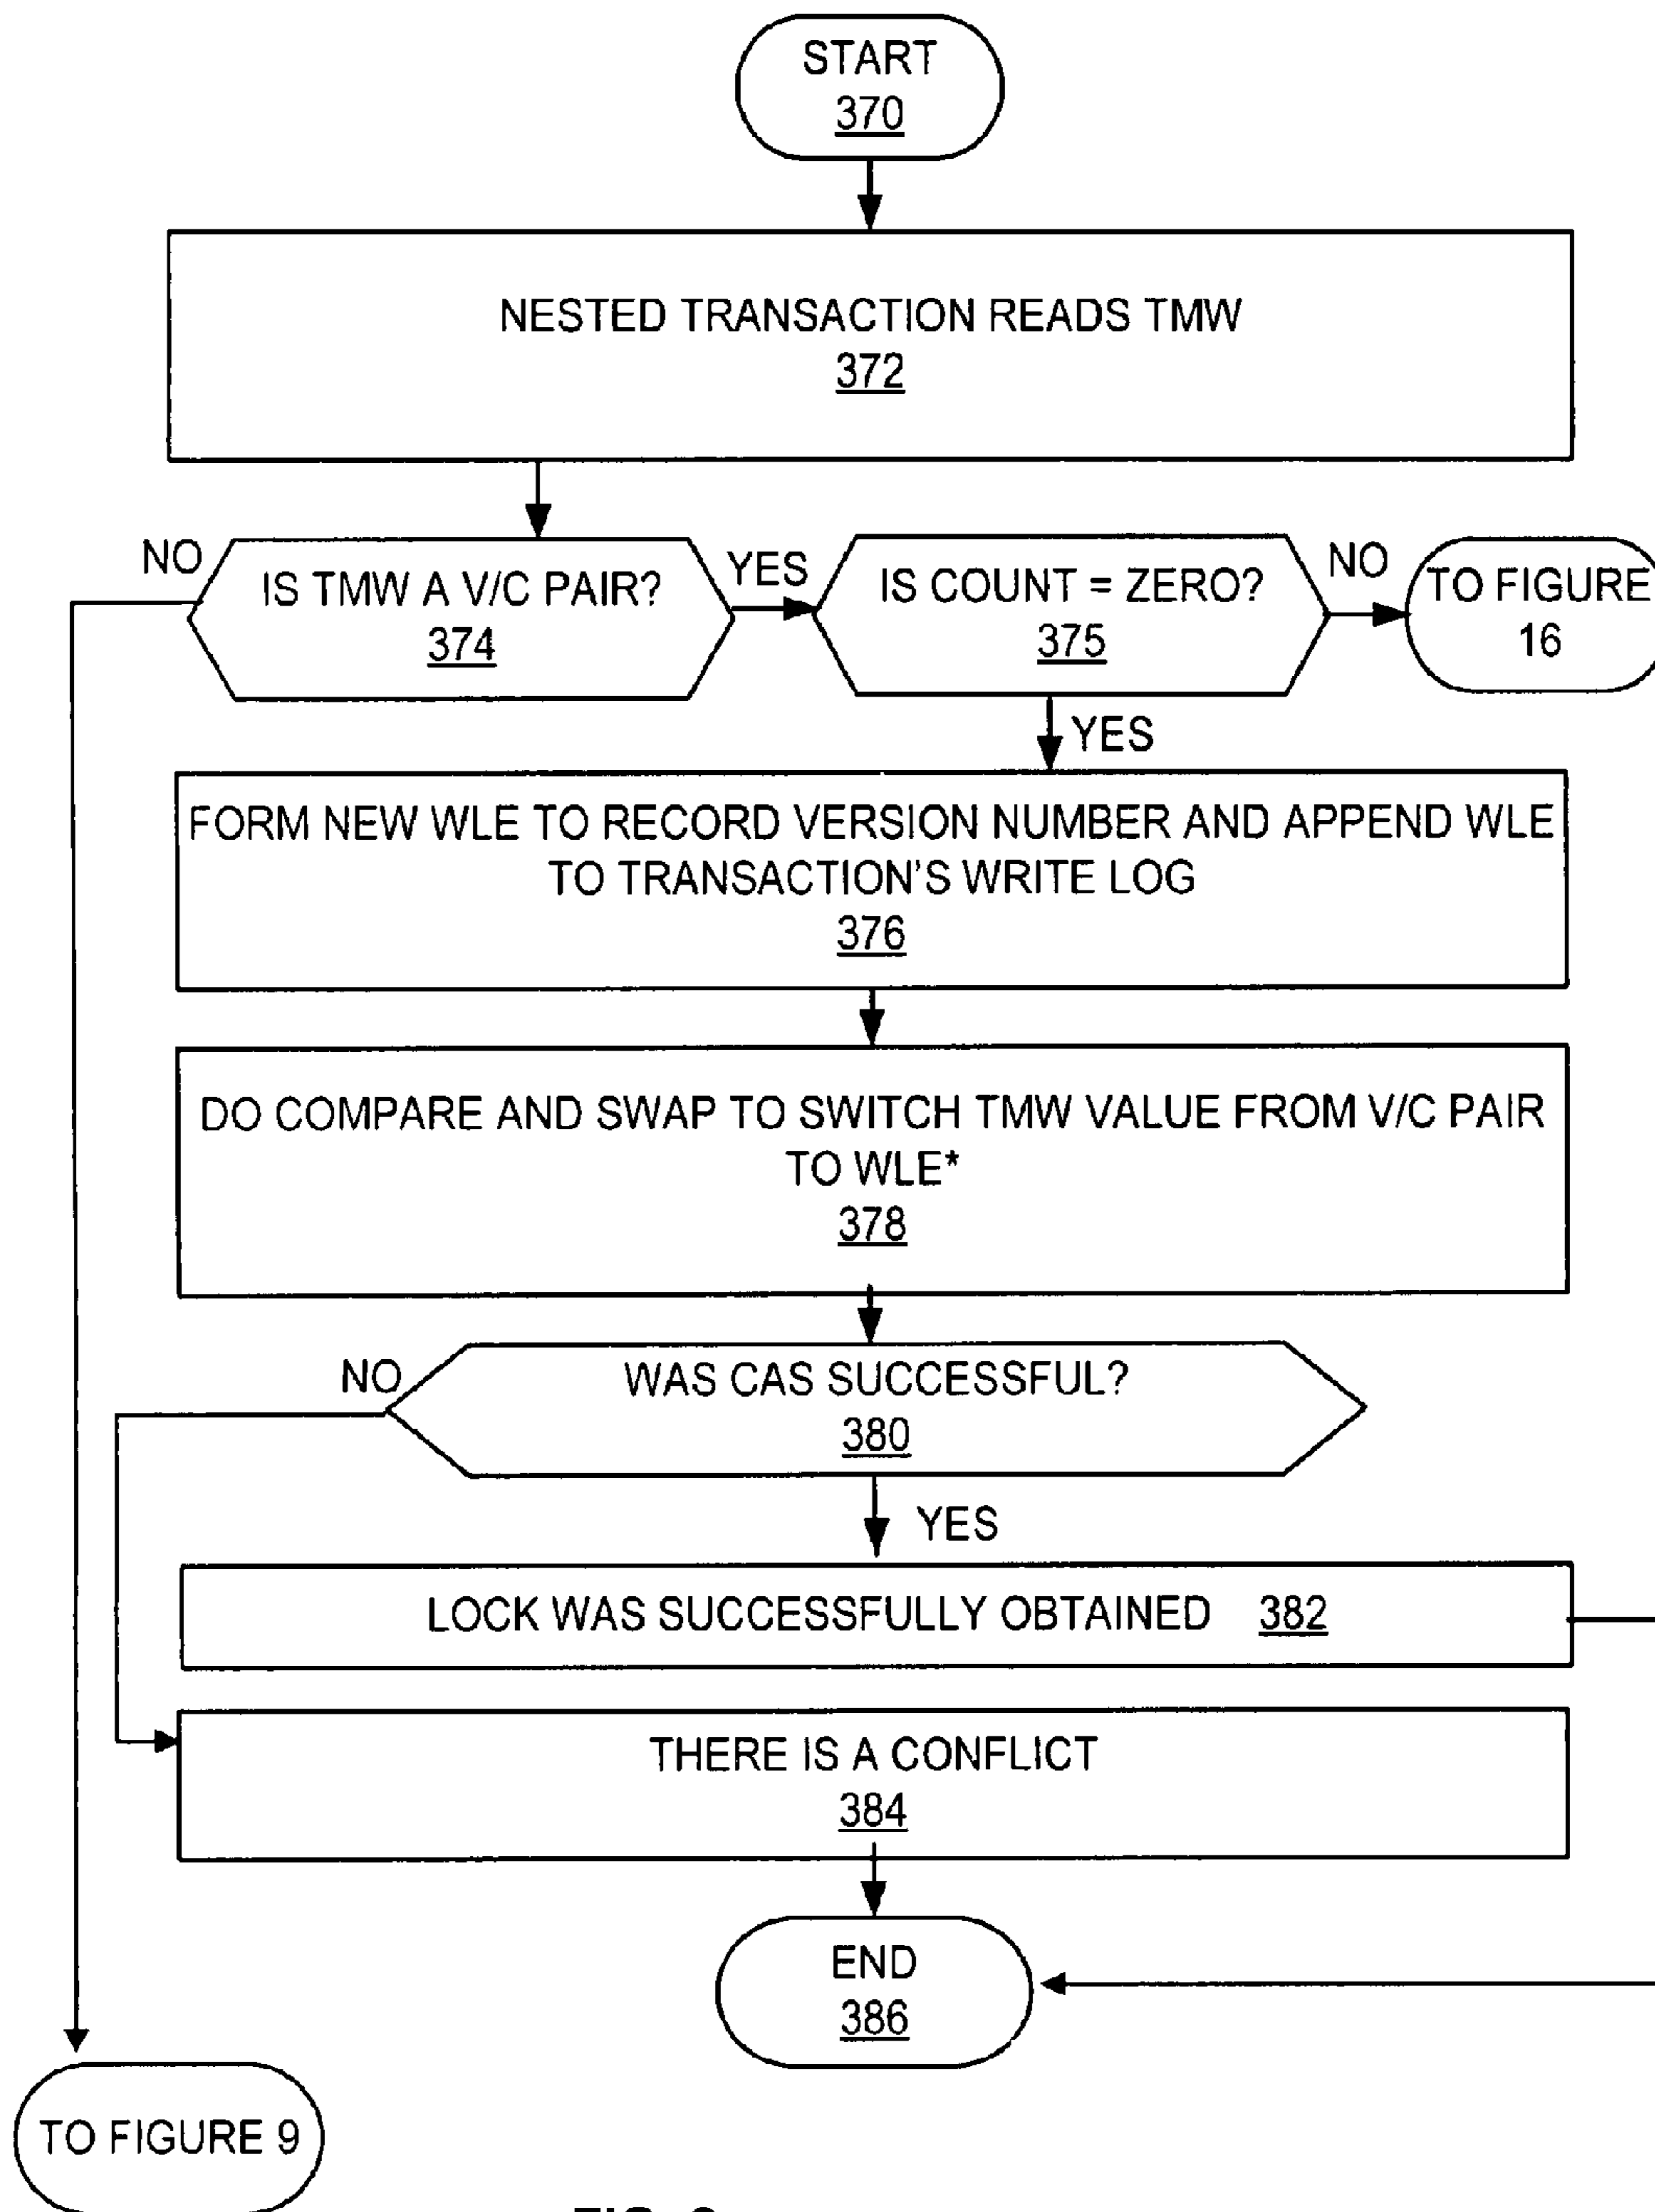 START
370
NESTED TRANSACTION READS TMW
372
NO
IS TMW A V/C PAIR?
374
YES
IS COUNT = ZERO?
375
NO
TO FIGURE
16
YES
FORM NEW WLE TO RECORD VERSION NUMBER AND APPEND WLE
TO TRANSACTION'S WRITE LOG
376
DO COMPARE AND SWAP TO SWITCH TMW VALUE FROM V/C PAIR
TO WLE*
378
NO
WAS CAS SUCCESSFUL?
380
YES
LOCK WAS SUCCESSFULLY OBTAINED 382
THERE IS A CONFLICT
384
END
386
TO FIGURE 9